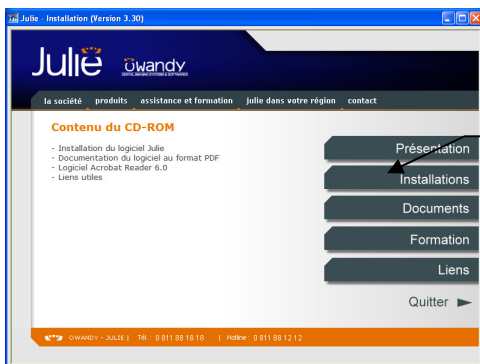 Julie - Installation (Version 3.30)
Julie
owandy
DENTAL IMAGING SYSTEMS & SOFTWARES
la société produits assistance et formation julie dans votre région contact
Contenu du CD-ROM
- Installation du logiciel Julie
- Documentation du logiciel au format PDF
- Logiciel Acrobat Reader 6.0
- Liens utiles
Présentation
Installations
Documents
Formation
Liens
Quitter
OWANDY - JULIE | Tél.: 0 811 88 18 18 | Hotline: 0 811 88 12 12